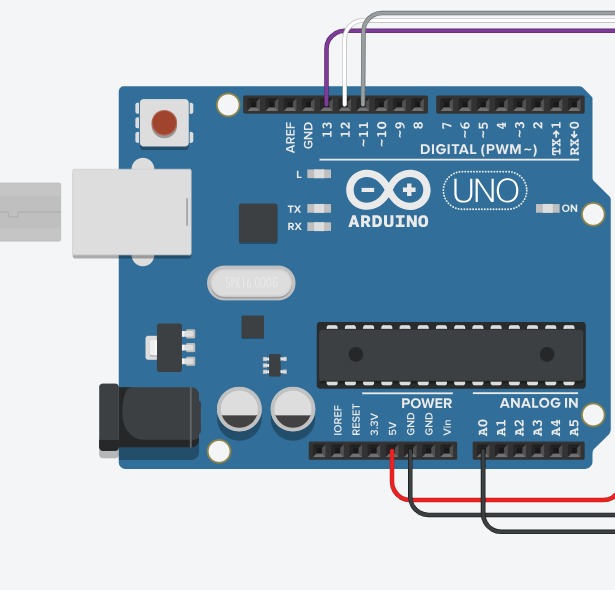 AREF
GND
13
12
~11
~10
~9
8
7
~6
~5
4
~3
2
TX→1
RX←0
DIGITAL (PWM~)
L
TX
RX
ARDUINO
UNO
ON
SPK16.000G
IOREF
RESET
3.3V
5V
GND
GND
Vin
POWER
ANALOG IN
A0
A1
A2
A3
A4
A5